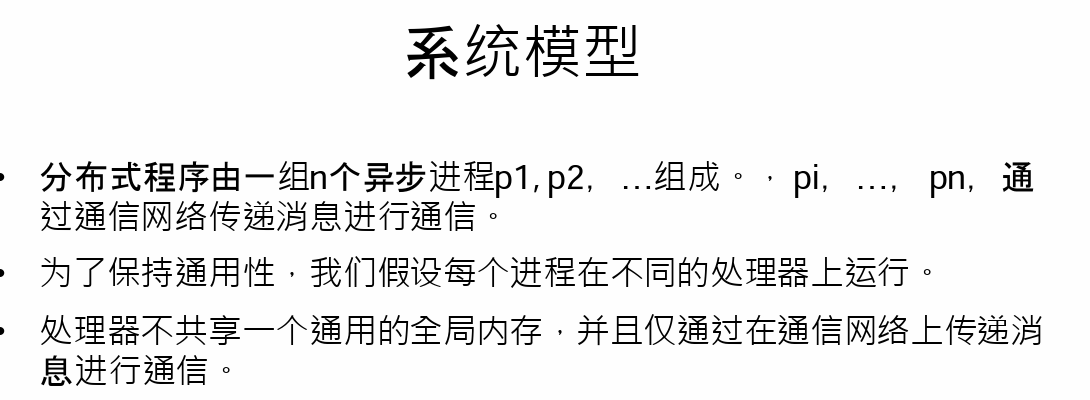 系统模型
• 分布式程序由一组n个异步进程p1, p2, …组成。, pi, …, pn, 通
过通信网络传递消息进行通信。
• 为了保持通用性，我们假设每个进程在不同的处理器上运行。
• 处理器不共享一个通用的全局内存，并且仅通过在通信网络上传递消
息进行通信。